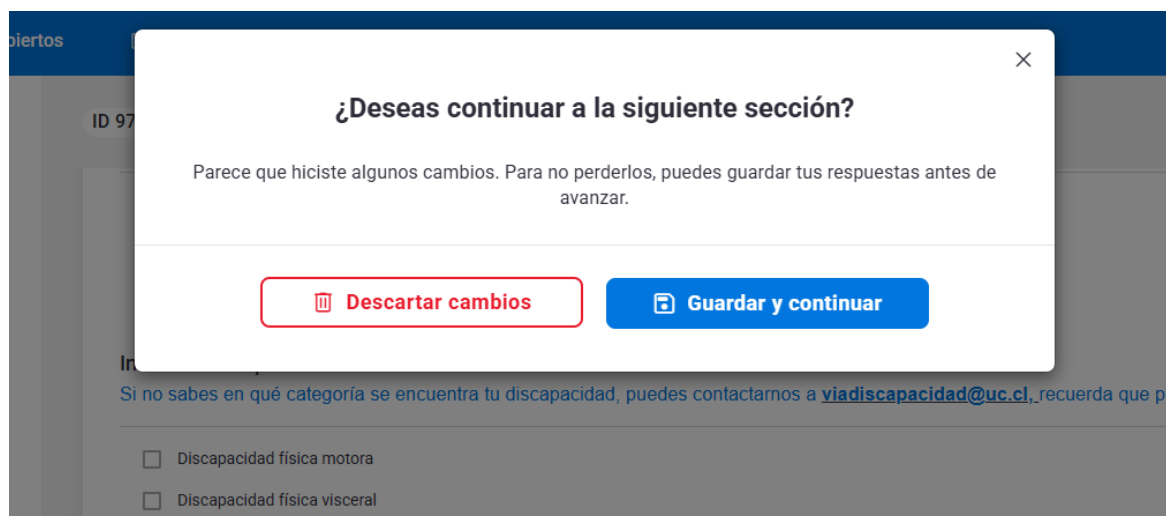 ¿Deseas continuar a la siguiente sección?
ID 97
Parece que hiciste algunos cambios. Para no perderlos, puedes guardar tus respuestas antes de
avanzar.
Descartar cambios
Guardar y continuar
Si no sabes en qué categoría se encuentra tu discapacidad, puedes contactarnos a viadiscapacidad@uc.cl, recuerda que p
Discapacidad física motora
Discapacidad física visceral